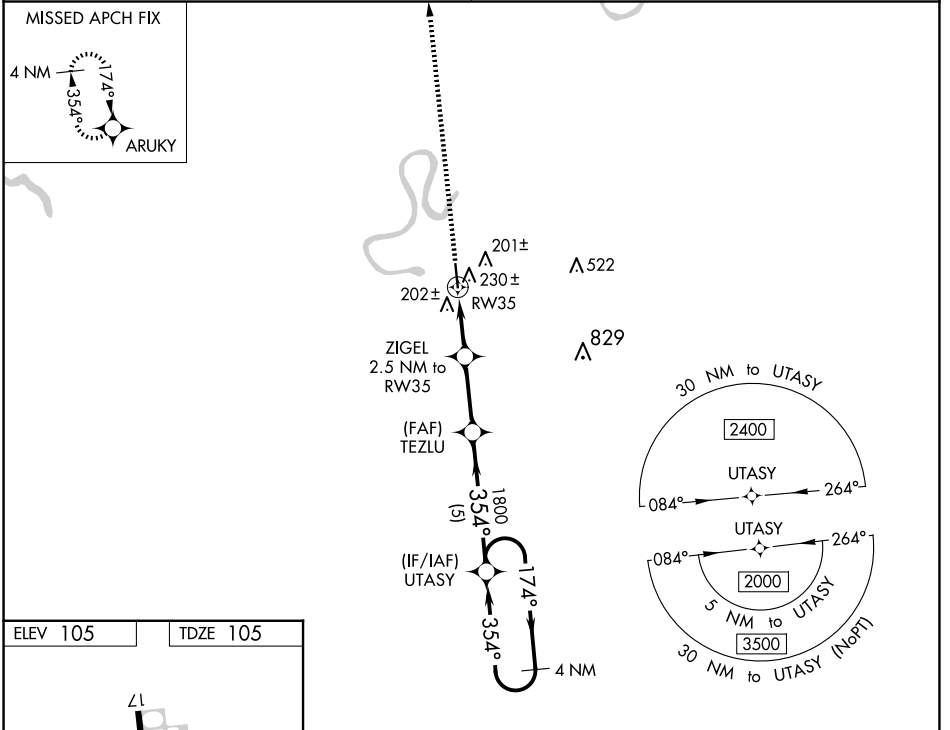 MISSED APCH FIX
4 NM
354°
174°
ARUKY
201±
230±
522
202±
RW35
829
ZIGEL
2.5 NM to
RW35
(FAF)
TEZLU
1800
354°
(5)
(IF/IAF)
UTASY
174°
354°
4 NM
30 NM to UTASY
2400
UTASY
084°
264°
UTASY
084°
264°
2000
5 NM to UTASY
3500
30 NM to UTASY (NoPT)
ELEV 105
TDZE 105
17